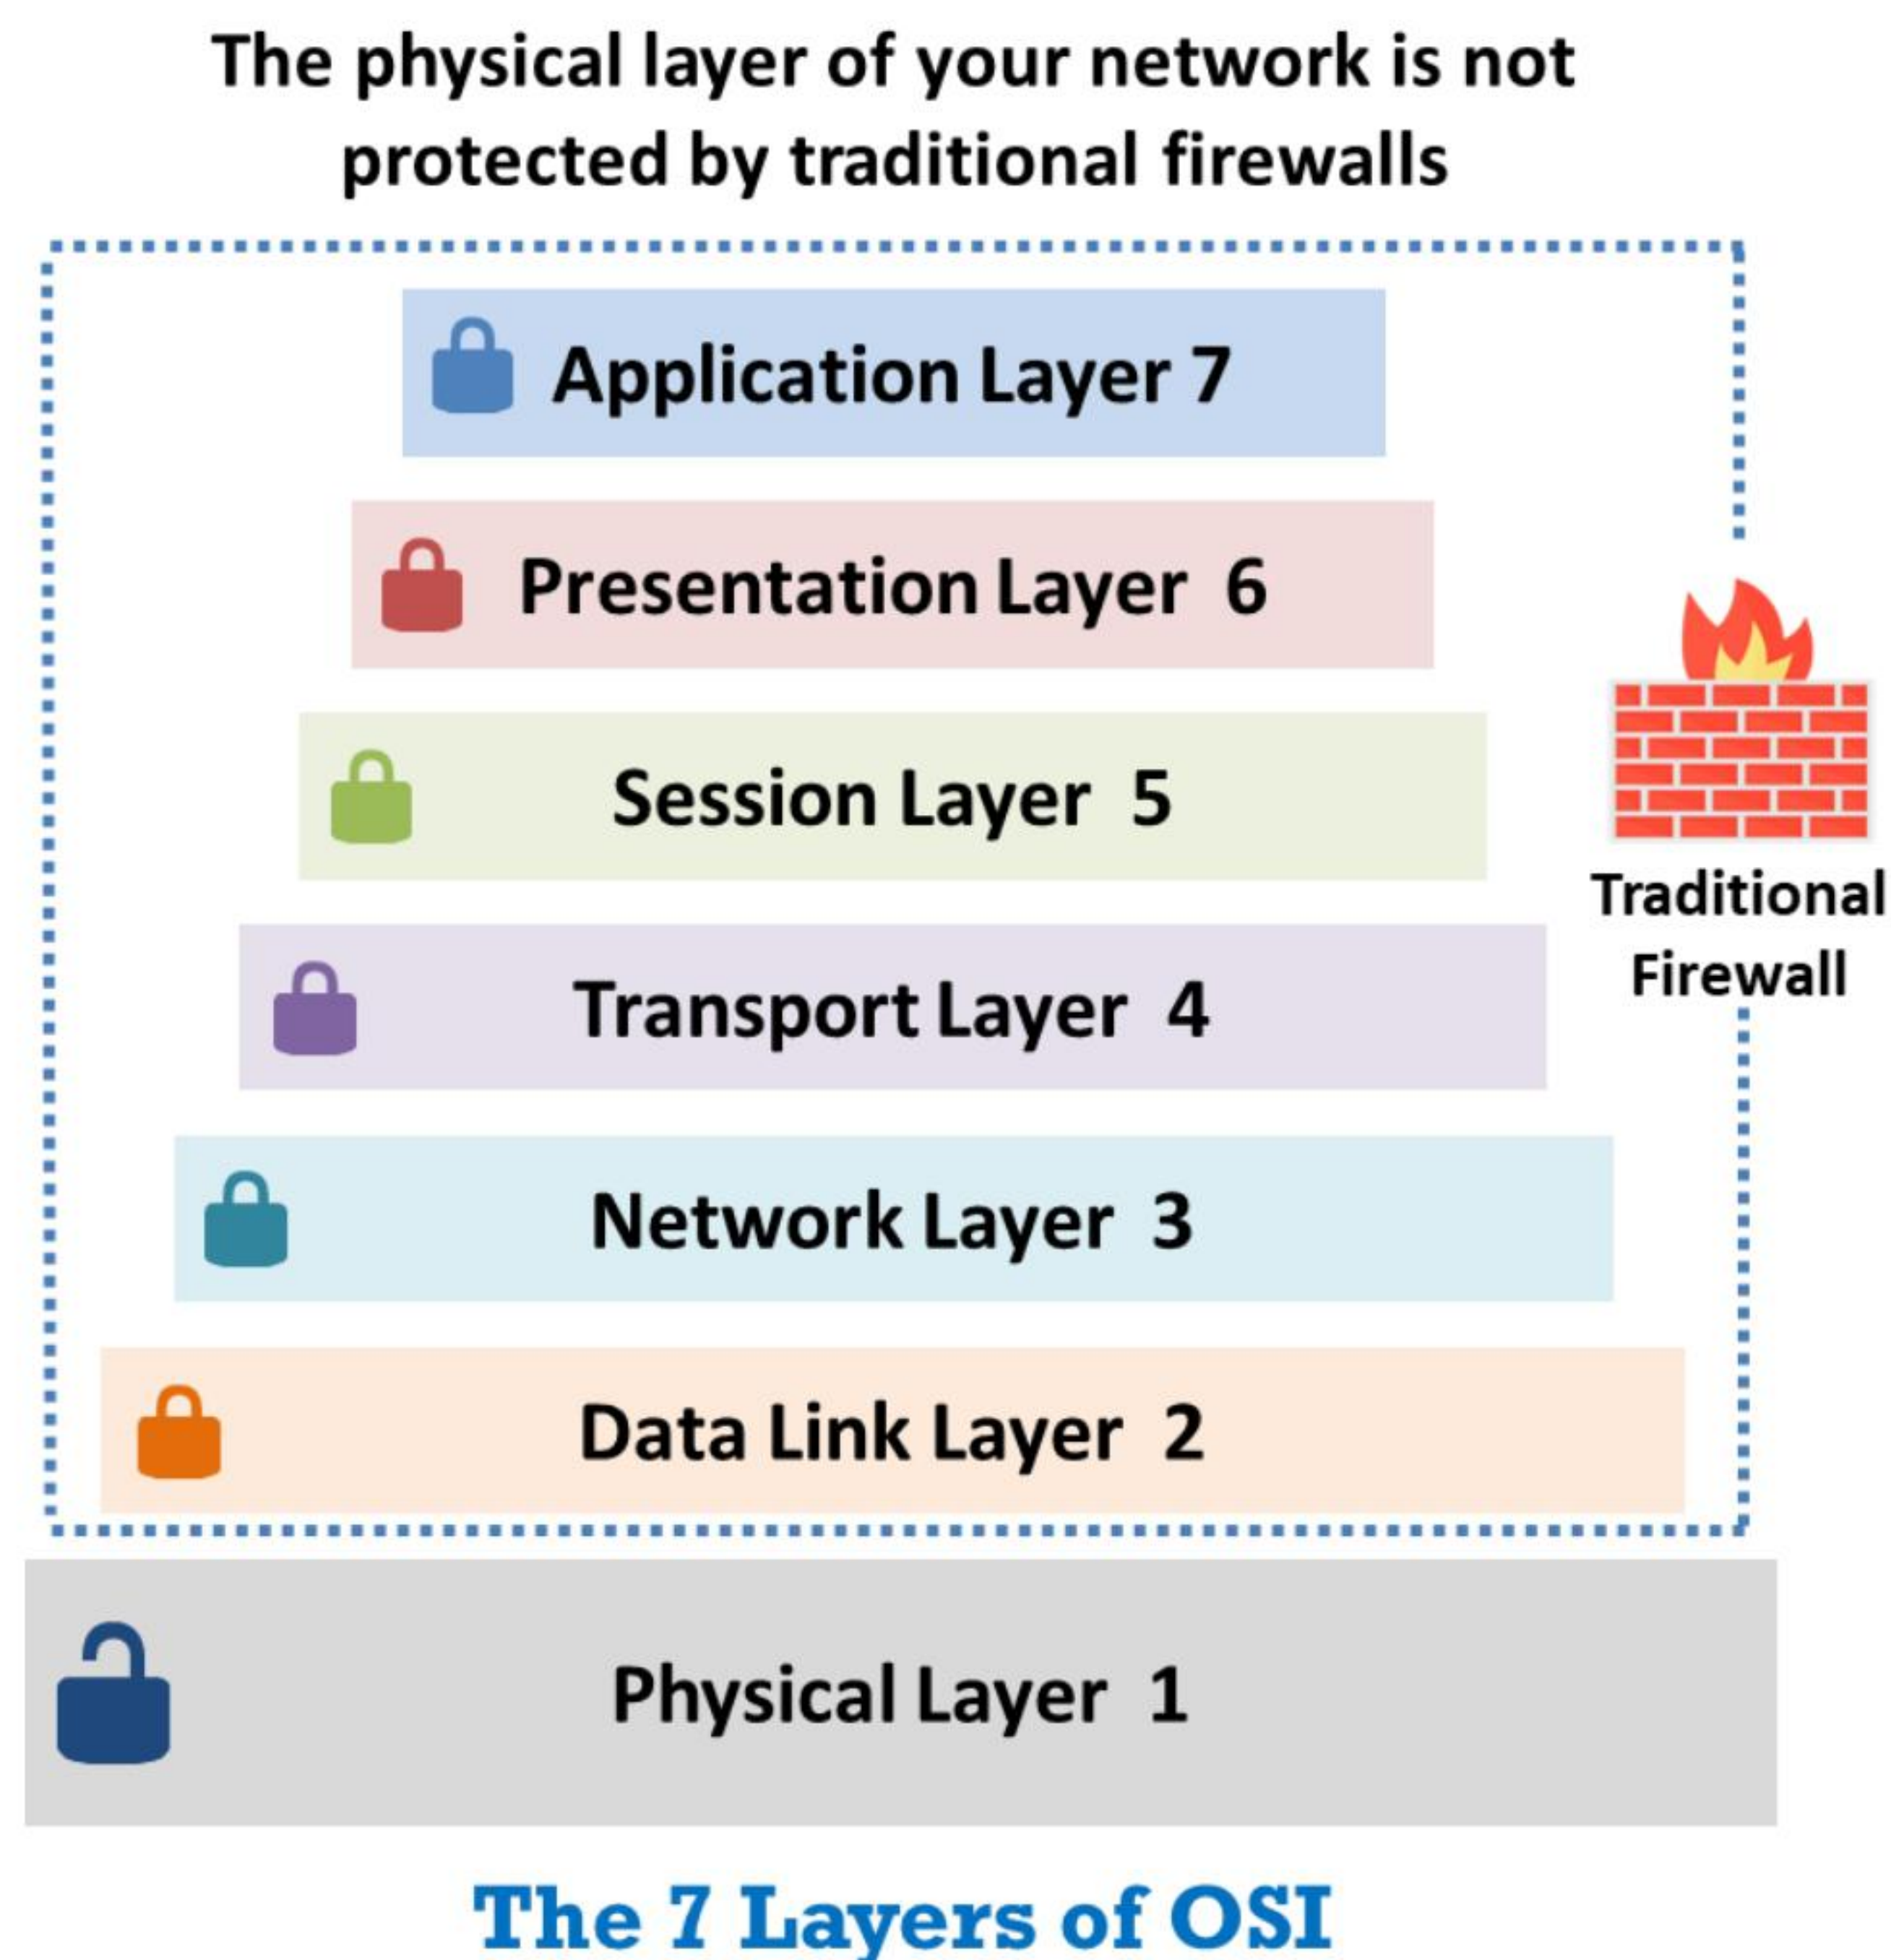 The physical layer of your network is not
protected by traditional firewalls
Application Layer 7
Presentation Layer 6
Session Layer 5
Traditional
Firewall
Transport Layer 4
Network Layer 3
Data Link Layer 2
Physical Layer 1
The 7 Layers of OSI